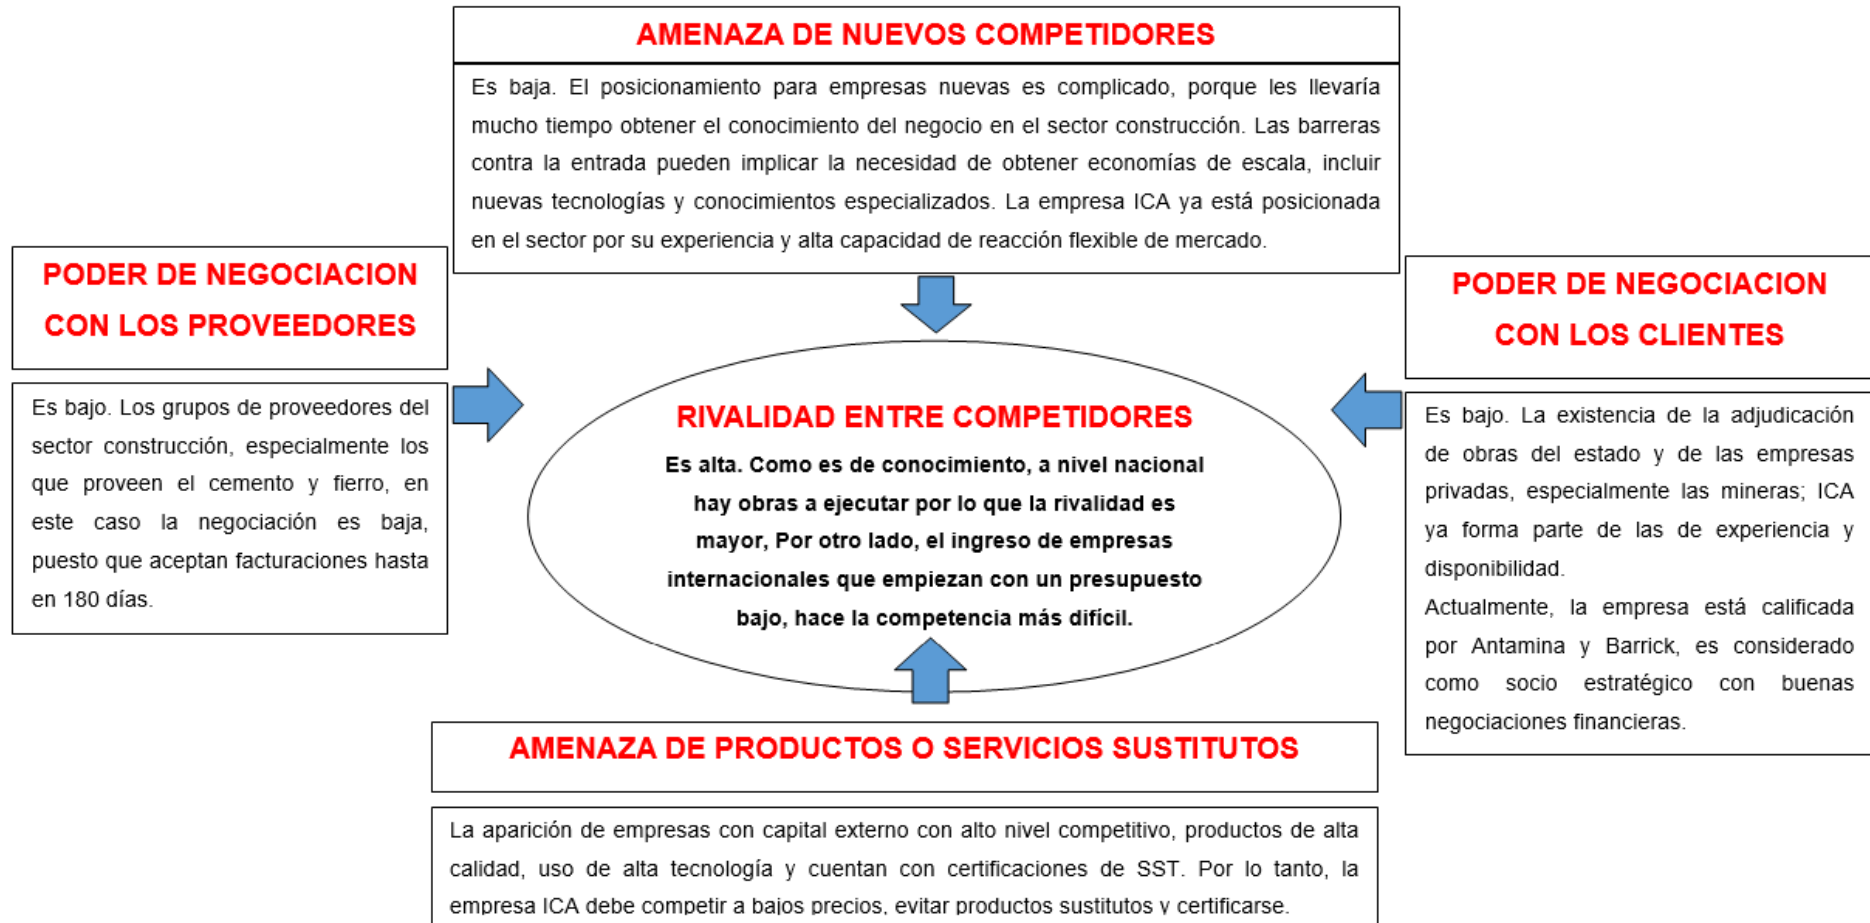 AMENAZA DE NUEVOS COMPETIDORES
Es baja. El posicionamiento para empresas nuevas es complicado, porque les llevaría
mucho tiempo obtener el conocimiento del negocio en el sector construcción. Las barreras
contra la entrada pueden implicar la necesidad de obtener economías de escala, incluir
nuevas tecnologías y conocimientos especializados. La empresa ICA ya está posicionada
en el sector por su experiencia y alta capacidad de reacción flexible de mercado.
PODER DE NEGOCIACION
CON LOS PROVEEDORES
Es bajo. Los grupos de proveedores del
sector construcción, especialmente los
que proveen el cemento y fierro, en
este caso la negociación es baja,
puesto que aceptan facturaciones hasta
en 180 días.
RIVALIDAD ENTRE COMPETIDORES
Es alta. Como es de conocimiento, a nivel nacional
hay obras a ejecutar por lo que la rivalidad es
mayor, Por otro lado, el ingreso de empresas
internacionales que empiezan con un presupuesto
bajo, hace la competencia más difícil.
PODER DE NEGOCIACION
CON LOS CLIENTES
Es bajo. La existencia de la adjudicación
de obras del estado y de las empresas
privadas, especialmente las mineras; ICA
ya forma parte de las de experiencia y
disponibilidad.
Actualmente, la empresa está calificada
por Antamina y Barrick, es considerado
como socio estratégico con buenas
negociaciones financieras.
AMENAZA DE PRODUCTOS O SERVICIOS SUSTITUTOS
La aparición de empresas con capital externo con alto nivel competitivo, productos de alta
calidad, uso de alta tecnología y cuentan con certificaciones de SST. Por lo tanto, la
empresa ICA debe competir a bajos precios, evitar productos sustitutos y certificarse.